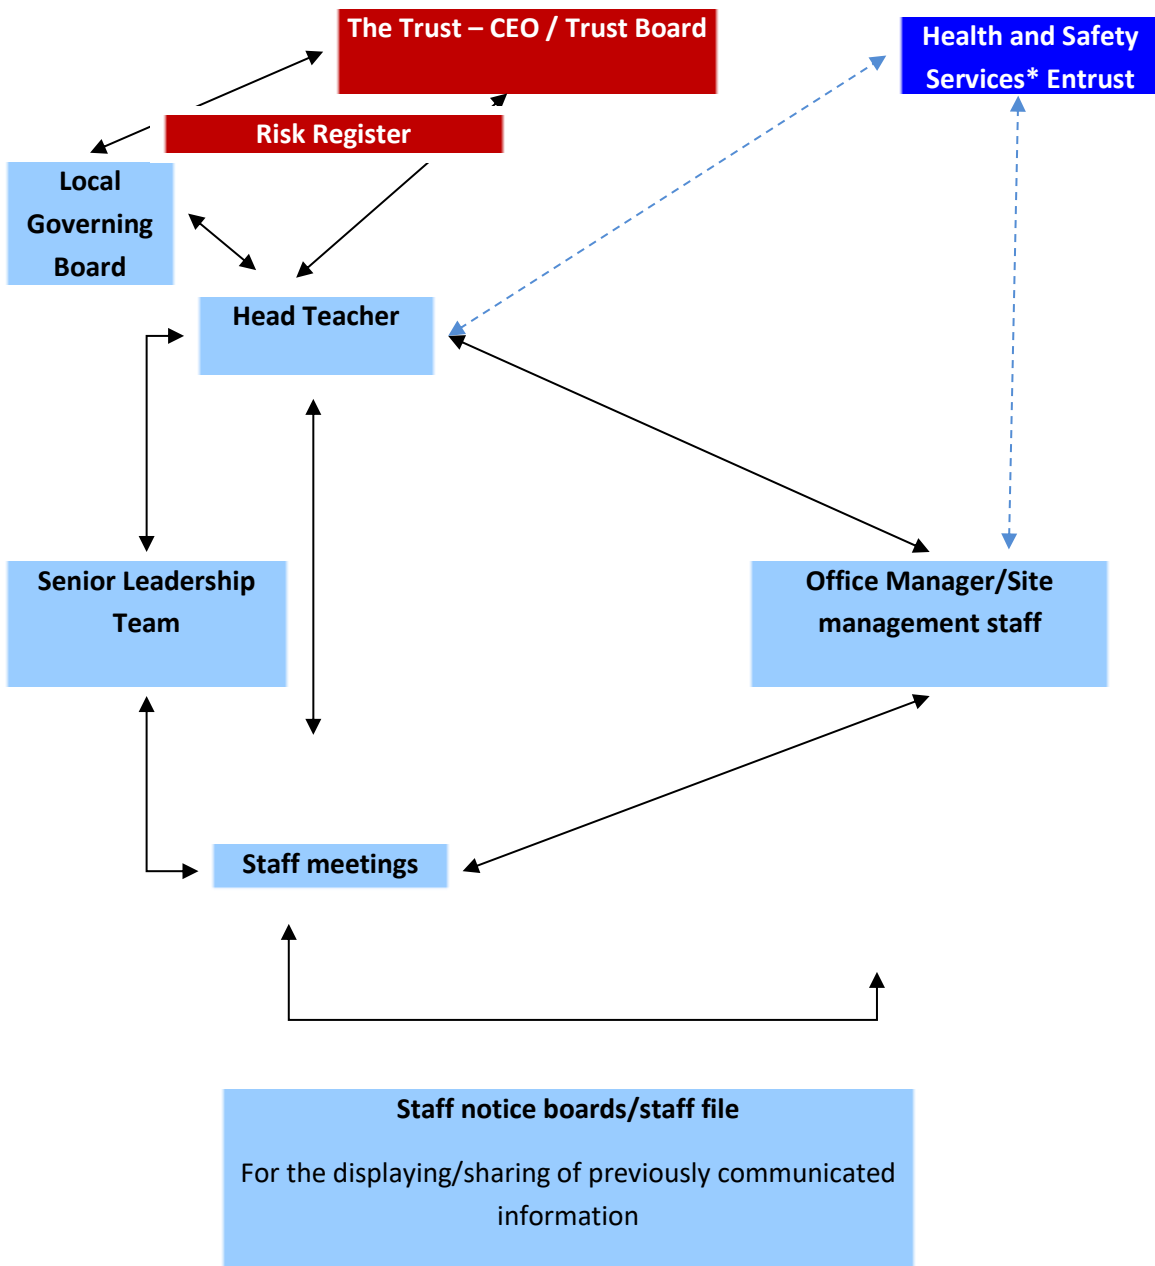 The Trust – CEO / Trust Board
Health and Safety
Services* Entrust
Risk Register
Local
Governing
Board
Head Teacher
Senior Leadership
Team
Office Manager/Site
management staff
Staff meetings
Staff notice boards/staff file
For the displaying/sharing of previously communicated
information